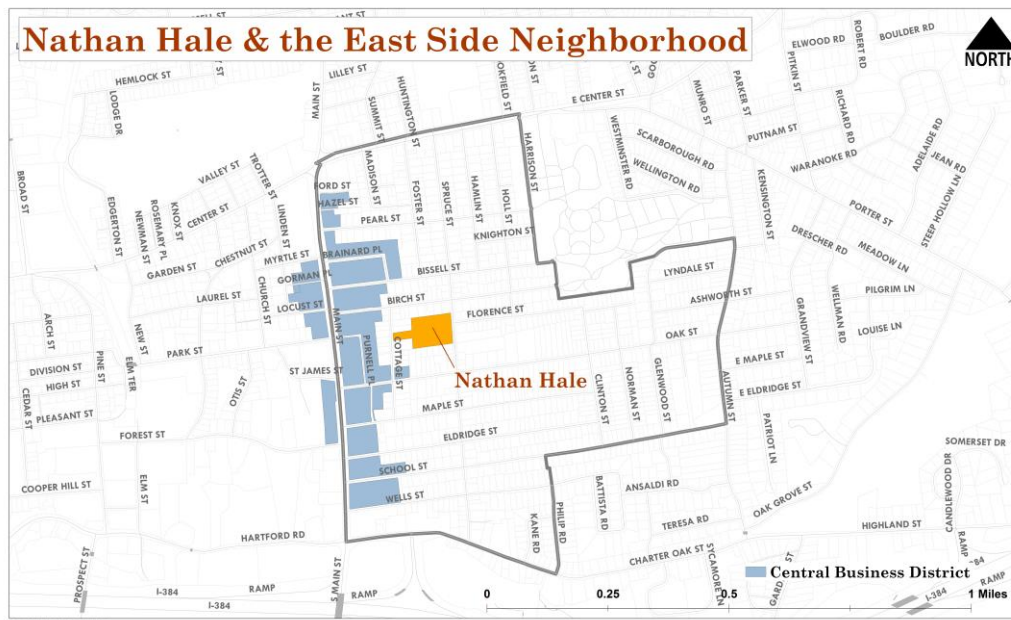 Nathan Hale & the East Side Neighborhood
NORTH
ELWOOD RD
ROBERT RD
BOULDER RD
PITKIN ST
HEMLOCK ST
LODGE DR
MAIN ST
LILLEY ST
SUMMIT ST
HUNTINGTON ST
E CENTER ST
MUNRO ST
PARKER ST
PUTNAM ST
RICHARD RD
ADELAIDE RD
JEAN RD
STEEP HOLLOW LN
WESTMINSTER RD
SCARBOROUGH RD
WELLINGTON RD
WARANOKE RD
HARRISON ST
BROAD ST
VALLEY ST
TROTTER ST
MADISON ST
FOSTER ST
SPRUCE ST
HAMLIN ST
HOLL ST
KENSINGTON ST
PORTER ST
EDGERTON ST
NEWMAN ST
ROSEMARY PL
KNOX ST
CENTER ST
LINDEN ST
FORD ST
HAZEL ST
PEARL ST
KNIGHTON ST
DRESCHER RD
MEADOW LN
GARDEN ST
CHESTNUT ST
MYRTLE ST
BRAINARD PL
GORMAN PL
BISSELL ST
LYNDALE ST
PILGRIM LN
LAUREL ST
CHURCH ST
LOCUST ST
BIRCH ST
FLORENCE ST
ASHWORTH ST
GRANDVIEW ST
WELLMAN RD
LOUISE LN
ARCH ST
NEW ST
PARK ST
MAIN ST
PURNELL PL
COTTAGE ST
OAK ST
E MAPLE ST
DIVISION ST
HIGH ST
PINE ST
ELM TER
ST JAMES ST
Nathan Hale
CEDAR ST
PLEASANT ST
OTIS ST
MAPLE ST
CLINTON ST
NORMAN ST
GLENWOOD ST
AUTUMN ST
E ELDRIDGE ST
FOREST ST
ELDRIDGE ST
PATRIOT LN
SOMERSET DR
COOPER HILL ST
ELM ST
SCHOOL ST
WELLS ST
BATTISTA RD
ANSALDI RD
OAK GROVE ST
CANDLEWOOD DR
HARTFORD RD
KANE RD
PHILIP RD
TERESA RD
HIGHLAND ST
PROSPECT ST
S MAIN ST
CHARTER OAK ST
SYCAMORE LN
RAMP
I-384
RAMP
RAMP
I-384
RAMP
I-384
Central Business District
0
0.25
0.5
1 Miles